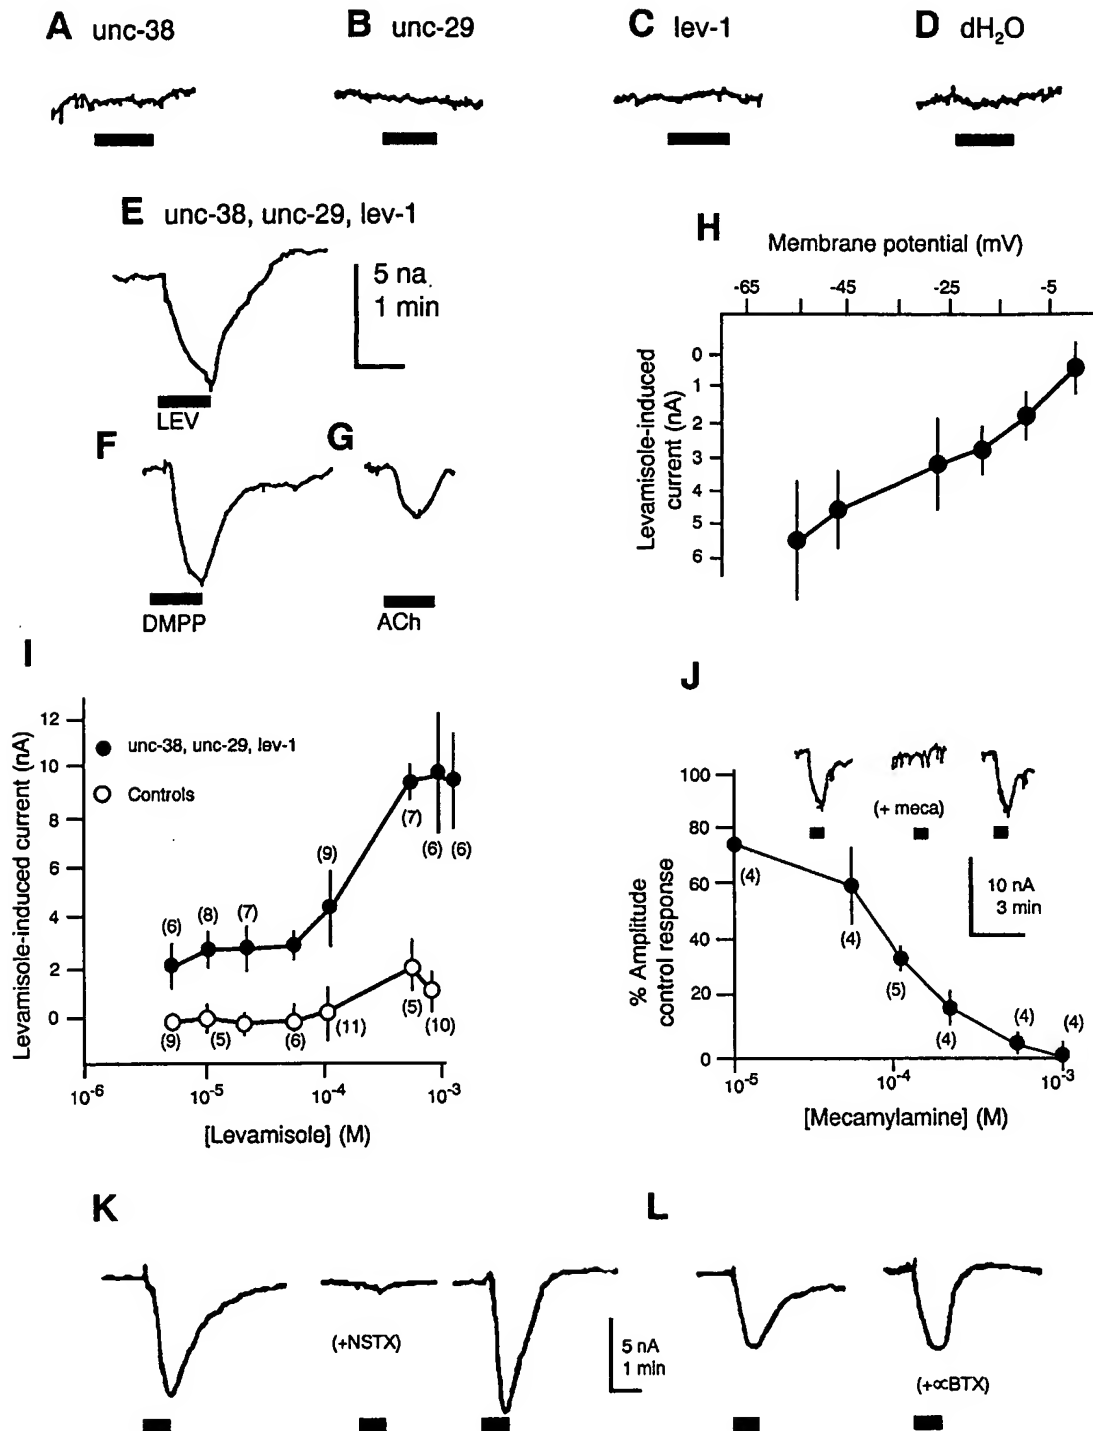 A unc-38
B unc-29
C lev-1
D dH₂O
E unc-38, unc-29, lev-1
5 na
1 min
LEV
F
DMPP
G
ACh
H
Membrane potential (mV)
-65 -45 -25 -5
Levamisole-induced
current (nA)
0
1
2
3
4
5
6
I
Levamisole-induced current (nA)
12
10
8
6
4
2
0
unc-38, unc-29, lev-1
Controls
(6) (8) (7) (9) (7) (6) (6)
(9) (5) (6) (11) (5) (10)
10⁻⁶ 10⁻⁵ 10⁻⁴ 10⁻³
[Levamisole] (M)
J
% Amplitude
control response
100
80
60
40
20
0
(+ meca)
10 nA
3 min
(4) (4) (5) (4) (4) (4)
10⁻⁵ 10⁻⁴ 10⁻³
[Mecamylamine] (M)
K
(+NSTX)
5 nA
1 min
L
(+∝BTX)